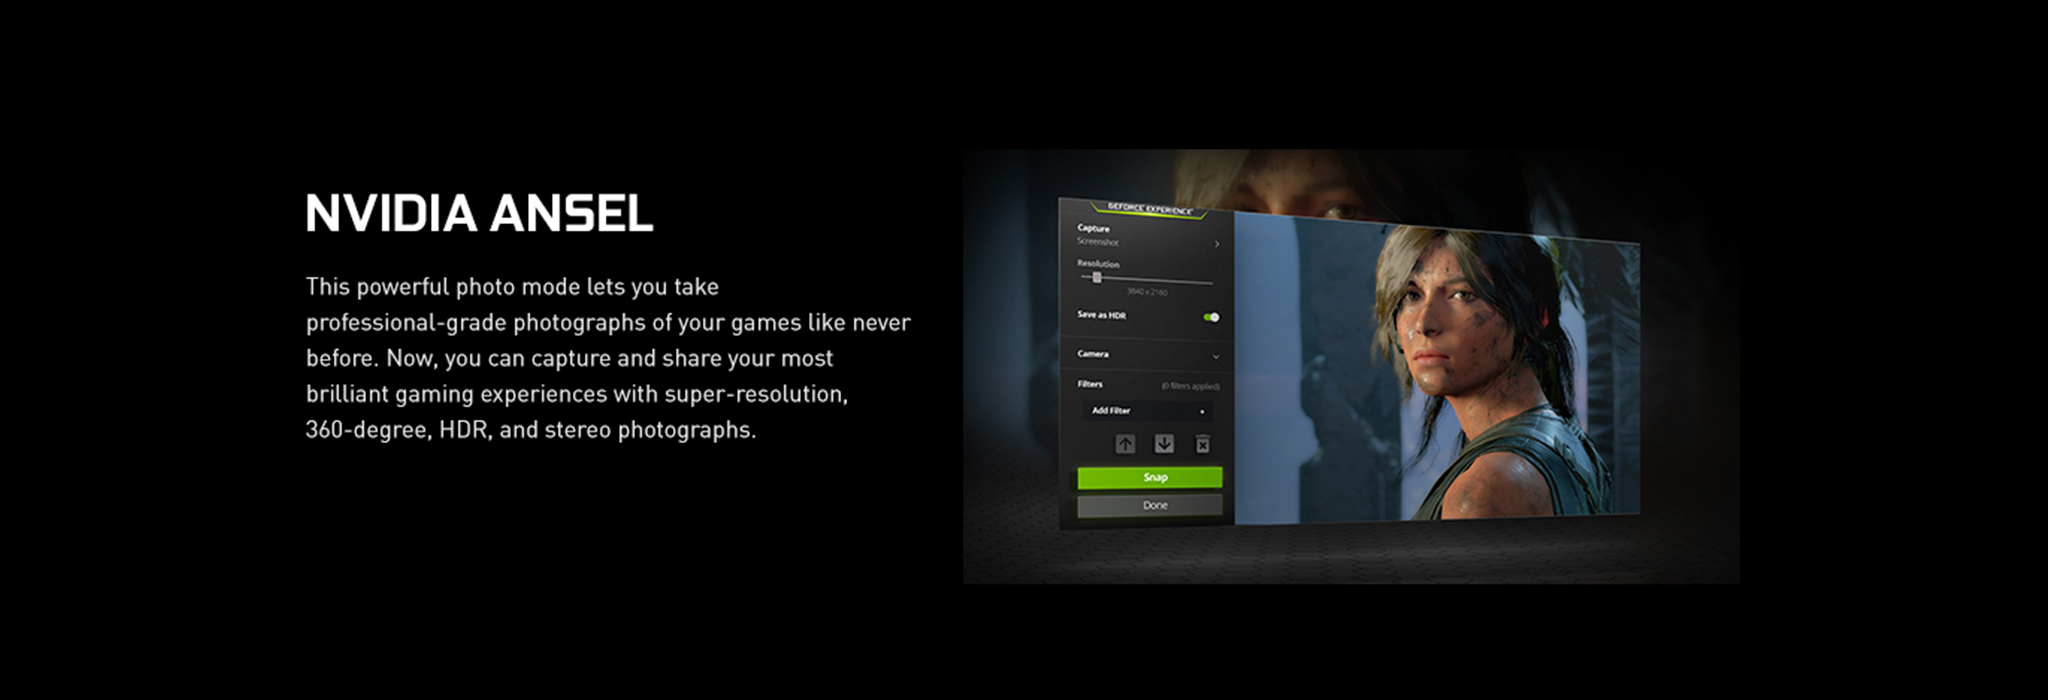 NVIDIA ANSEL
This powerful photo mode lets you take
professional-grade photographs of your games like never
before. Now, you can capture and share your most
brilliant gaming experiences with super-resolution,
360-degree, HDR, and stereo photographs.
GEFORCE EXPERIENCE
Capture
Screenshot
Resolution
3840 x 2160
Save as HDR
Camera
Filters (0 filters applied)
Add Filter
Snap
Done